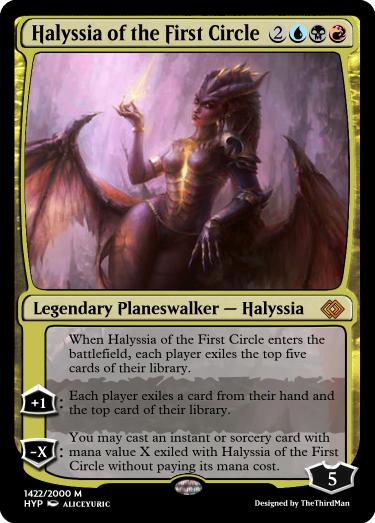 Halyssia of the First Circle 2
Legendary Planeswalker — Halyssia
When Halyssia of the First Circle enters the
battlefield, each player exiles the top five
cards of their library.
+1: Each player exiles a card from their hand and
the top card of their library.
-X: You may cast an instant or sorcery card with
mana value X exiled with Halyssia of the First
Circle without paying its mana cost.
5
1422/2000 M
HYP ALICEYURIC
Designed by TheThirdMan